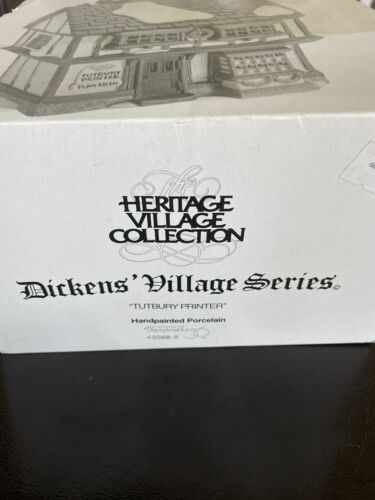 TUTBURY
PRINTER
The
HERITAGE
VILLAGE
COLLECTION
Dickens' Village Series©
"TUTBURY PRINTER"
Handpainted Porcelain
Department 56
#5568-9